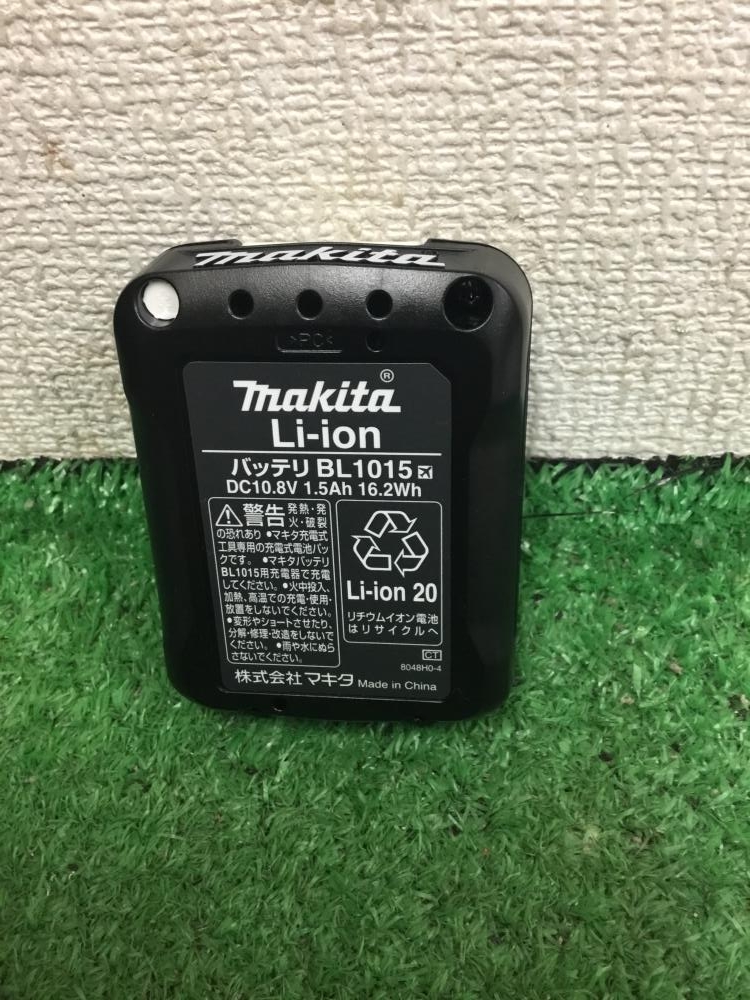 makita
>PC<
makita®
Li-ion
バッテリ BL1015
DC10.8V 1.5Ah 16.2Wh
警告 発熱・発
火・破裂
の恐れあり ●マキタ充電式
工具専用の充電式電池パッ
クです。 ●マキタバッテリ
BL1015用充電器で充電
してください。 ●火中投入、
加熱、高温での充電・使用・
放置をしないでください。
●変形やショートさせたり、
分解・修理・改造をしないで
ください。 ●雨や水にぬら
さないでください。
Li-ion 20
リチウムイオン電池
はリサイクルへ
CT
8048H0-4
株式会社 マキタ Made in China